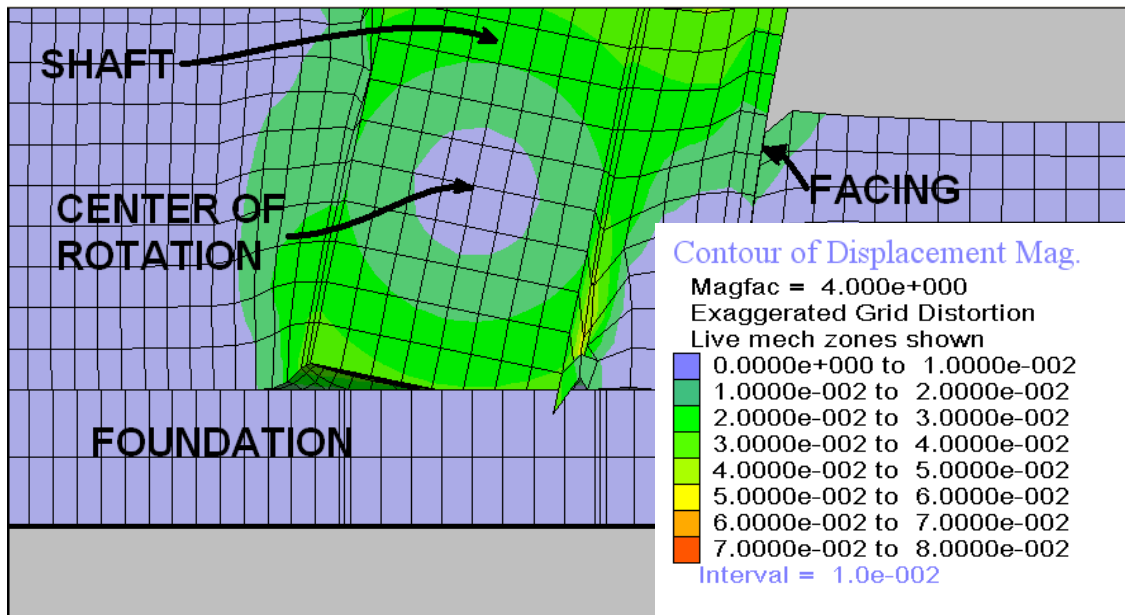 SHAFT
CENTER OF
ROTATION
FACING
FOUNDATION
Contour of Displacement Mag.
Magfac = 4.000e+000
Exaggerated Grid Distortion
Live mech zones shown
0.0000e+000 to 1.0000e-002
1.0000e-002 to 2.0000e-002
2.0000e-002 to 3.0000e-002
3.0000e-002 to 4.0000e-002
4.0000e-002 to 5.0000e-002
5.0000e-002 to 6.0000e-002
6.0000e-002 to 7.0000e-002
7.0000e-002 to 8.0000e-002
Interval = 1.0e-002